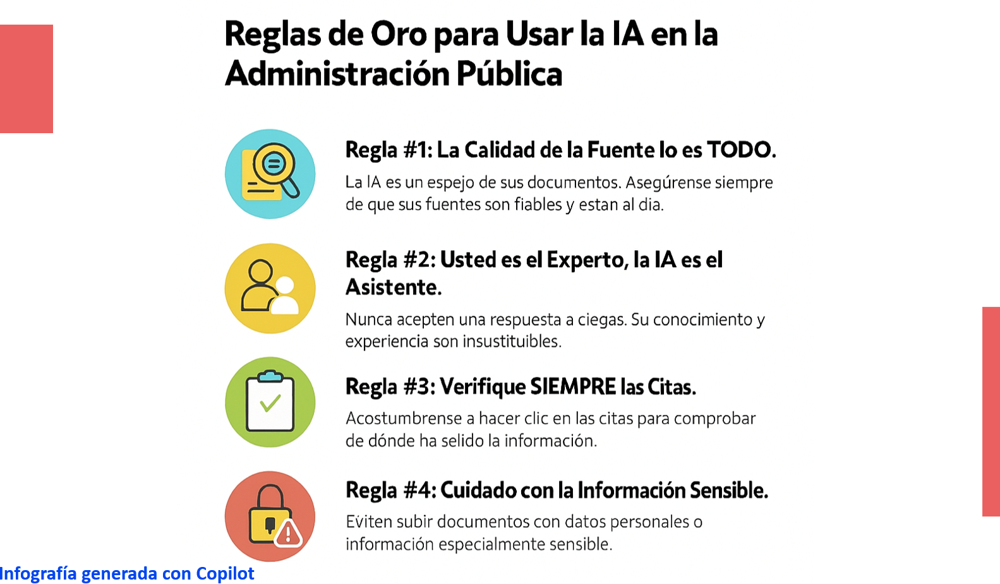 Reglas de Oro para Usar la IA en la
Administración Pública
Regla #1: La Calidad de la Fuente lo es TODO.
La IA es un espejo de sus documentos. Asegúrense siempre
de que sus fuentes son fiables y estan al dia.
Regla #2: Usted es el Experto, la IA es el
Asistente.
Nunca acepten una respuesta a ciegas. Su conocimiento y
experiencia son insustituibles.
Regla #3: Verifique SIEMPRE las Citas.
Acostumbrense a hacer clic en las citas para comprobar
de dónde ha selido la información.
Regla #4: Cuidado con la Información Sensible.
Eviten subir documentos con datos personales o
información especialmente sensible.
Infografía generada con Copilot